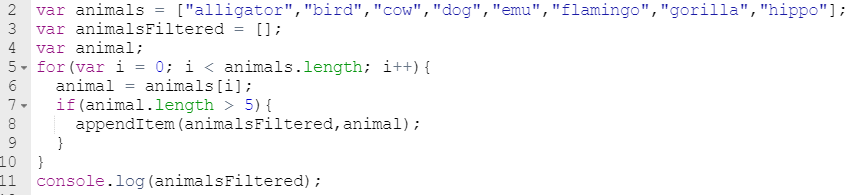 2 var animals = ["alligator","bird","cow","dog","emu","flamingo","gorilla","hippo"];
3 var animalsFiltered = [];
4 var animal;
5 for(var i = 0; i < animals.length; i++){
6   animal = animals[i];
7   if(animal.length > 5){
8     appendItem(animalsFiltered,animal);
9   }
10 }
11 console.log(animalsFiltered);